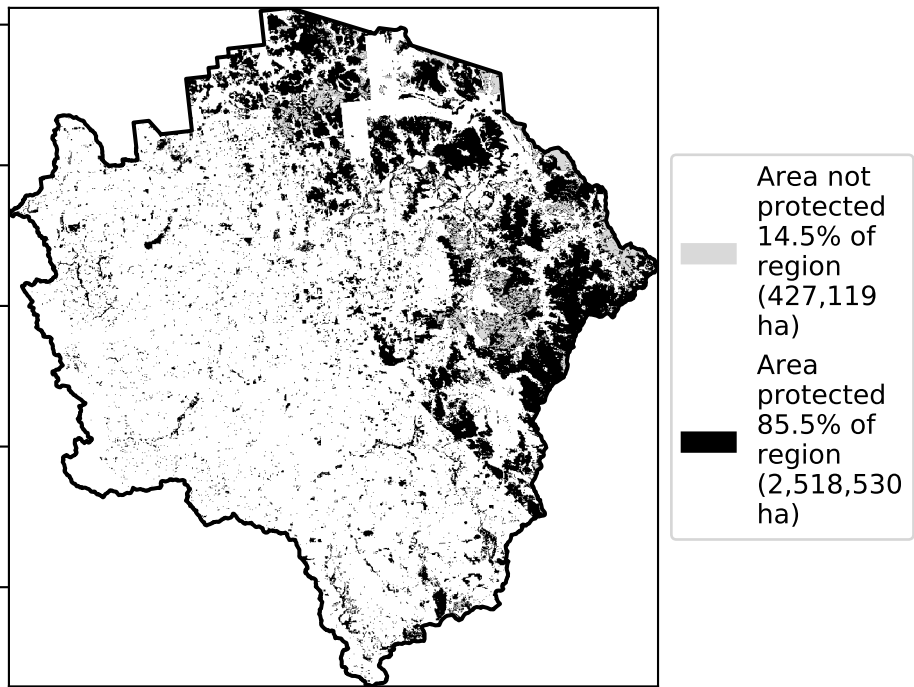 Area not
protected
14.5% of
region
(427,119
ha)
Area
protected
85.5% of
region
(2,518,530
ha)